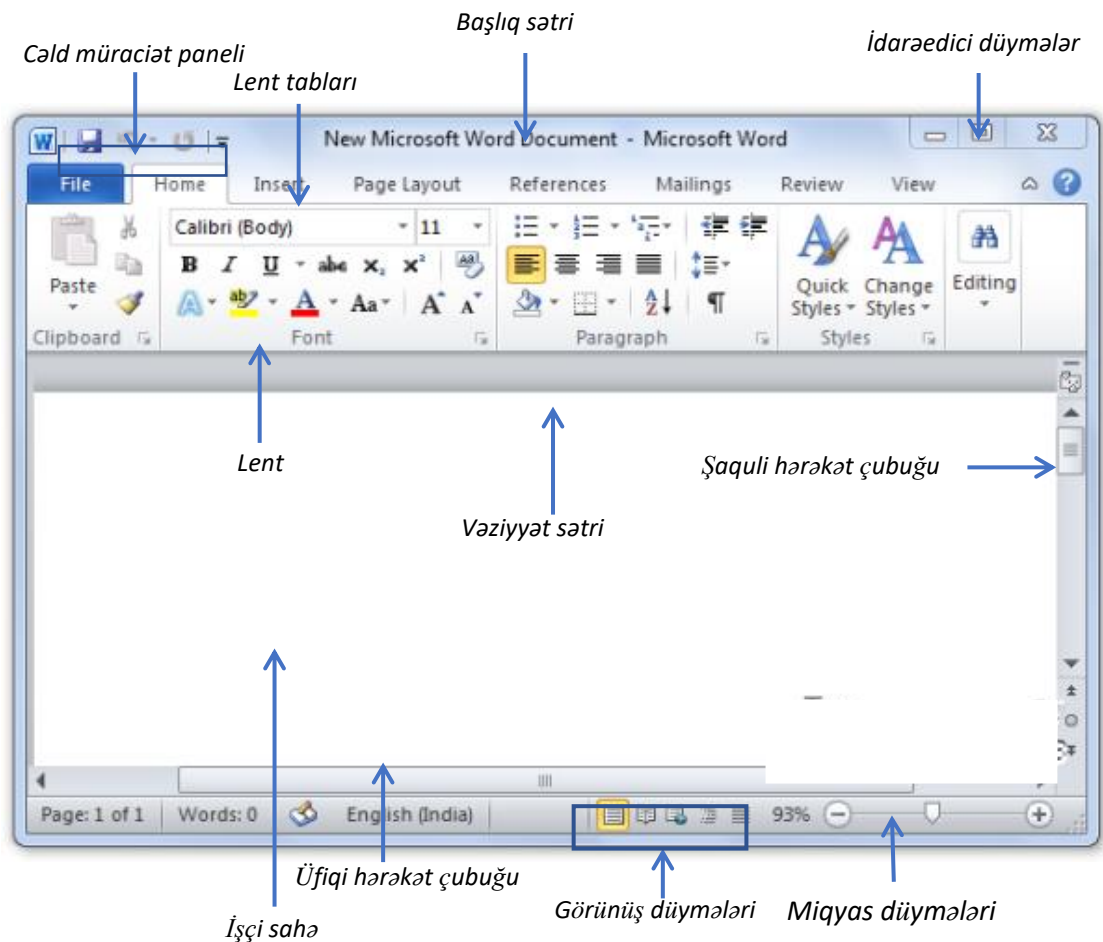 Başlıq sətri
Cəld müraciət paneli
İdarəedici düymələr
Lent tabları
New Microsoft Word Document - Microsoft Word
File Home Insert Page Layout References Mailings Review View
Calibri (Body) 11
Paste
Quick Styles
Change Styles
Editing
Clipboard Font Paragraph Styles
Lent
Şaquli hərəkət çubuğu
Vəziyyət sətri
Page: 1 of 1 Words: 0 English (India) 93%
Üfiqi hərəkət çubuğu
Görünüş düymələri
Miqyas düymələri
İşçi sahə